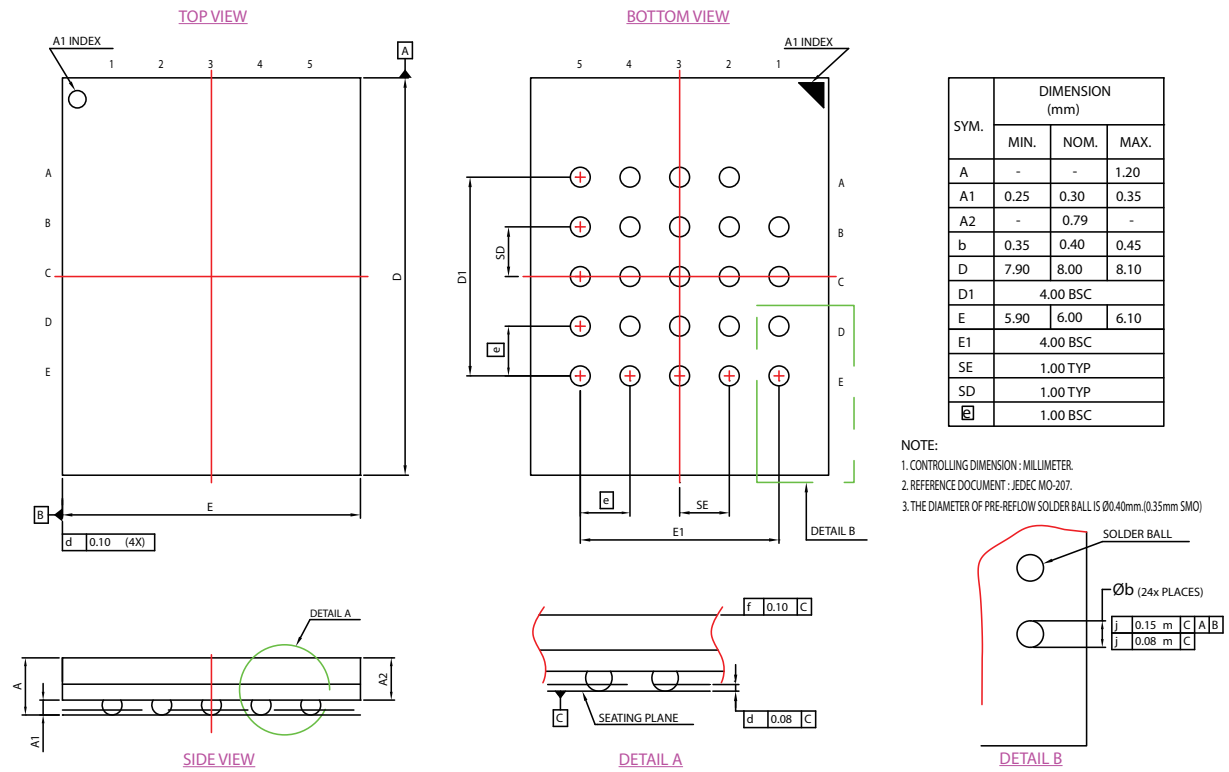 TOP VIEW
A1 INDEX
1 2 3 4 5
A
A
B
C
D
E
D
E
B
d 0.10 (4X)
BOTTOM VIEW
A1 INDEX
5 4 3 2 1
A
B
C
D
E
D1
SD
e
e
SE
E1
DETAIL B
SYM. DIMENSION (mm)
MIN. NOM. MAX.
A - - 1.20
A1 0.25 0.30 0.35
A2 - 0.79 -
b 0.35 0.40 0.45
D 7.90 8.00 8.10
D1 4.00 BSC
E 5.90 6.00 6.10
E1 4.00 BSC
SE 1.00 TYP
SD 1.00 TYP
e 1.00 BSC
NOTE:
1. CONTROLLING DIMENSION : MILLIMETER.
2. REFERENCE DOCUMENT : JEDEC MO-207.
3. THE DIAMETER OF PRE-REFLOW SOLDER BALL IS Ø0.40mm.(0.35mm SMO)
DETAIL A
A
A1
A2
SIDE VIEW
f 0.10 C
C
SEATING PLANE
d 0.08 C
DETAIL A
SOLDER BALL
Øb (24x PLACES)
j 0.15 m C A B
j 0.08 m C
DETAIL B